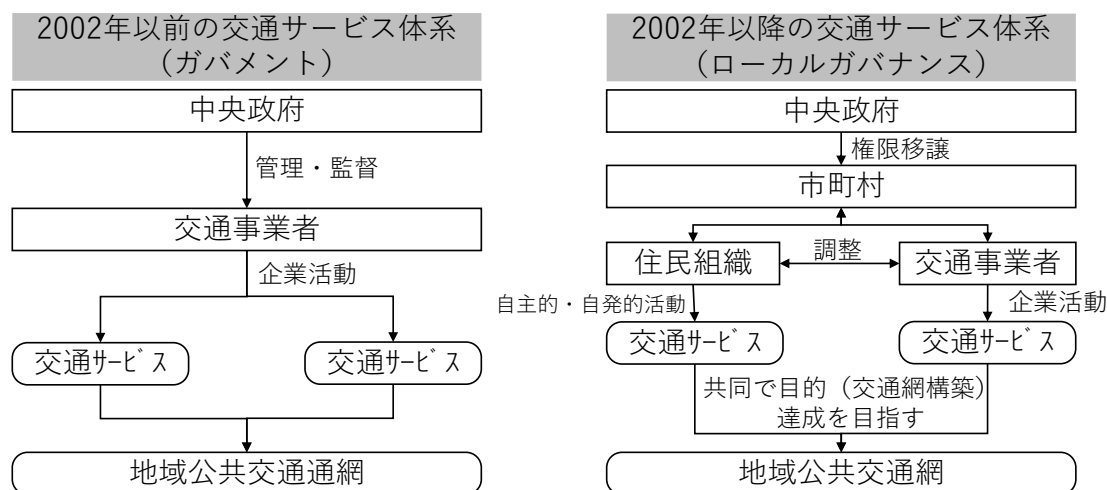 2002年以前の交通サービス体系
（ガバメント）
中央政府
管理・監督
交通事業者
企業活動
交通ｻｰﾋﾞｽ
交通ｻｰﾋﾞｽ
地域公共交通通網
2002年以降の交通サービス体系
（ローカルガバナンス）
中央政府
権限移譲
市町村
住民組織
調整
交通事業者
自主的・自発的活動
企業活動
交通ｻｰﾋﾞｽ
交通ｻｰﾋﾞｽ
共同で目的（交通網構築）
達成を目指す
地域公共交通網